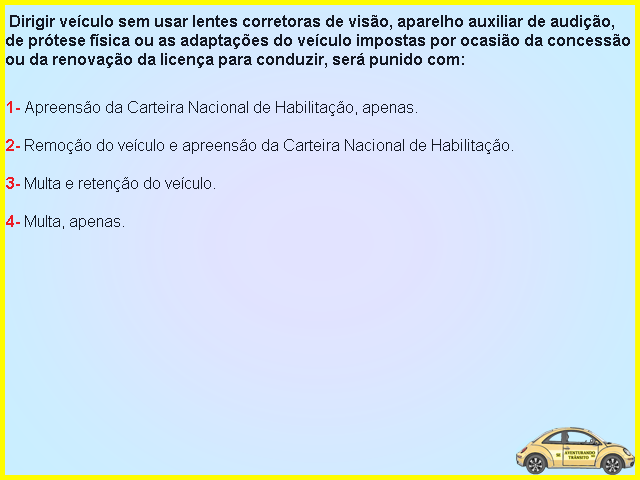 Dirigir veículo sem usar lentes corretoras de visão, aparelho auxiliar de audição,
de prótese física ou as adaptações do veículo impostas por ocasião da concessão
ou da renovação da licença para conduzir, será punido com:
1- Apreensão da Carteira Nacional de Habilitação, apenas.
2- Remoção do veículo e apreensão da Carteira Nacional de Habilitação.
3- Multa e retenção do veículo.
4- Multa, apenas.
AVENTURANDO
TRÂNSITO